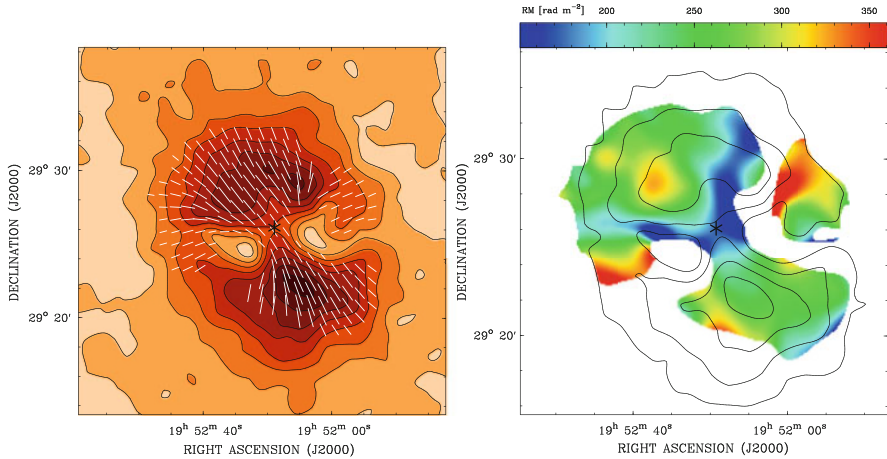 RM [rad m⁻²] 200 250 300 350
29° 30'
29° 20'
DECLINATION (J2000)
19ʰ 52ᵐ 40ˢ 19ʰ 52ᵐ 00ˢ
RIGHT ASCENSION (J2000)
29° 30'
29° 20'
DECLINATION (J2000)
19ʰ 52ᵐ 40ˢ 19ʰ 52ᵐ 00ˢ
RIGHT ASCENSION (J2000)